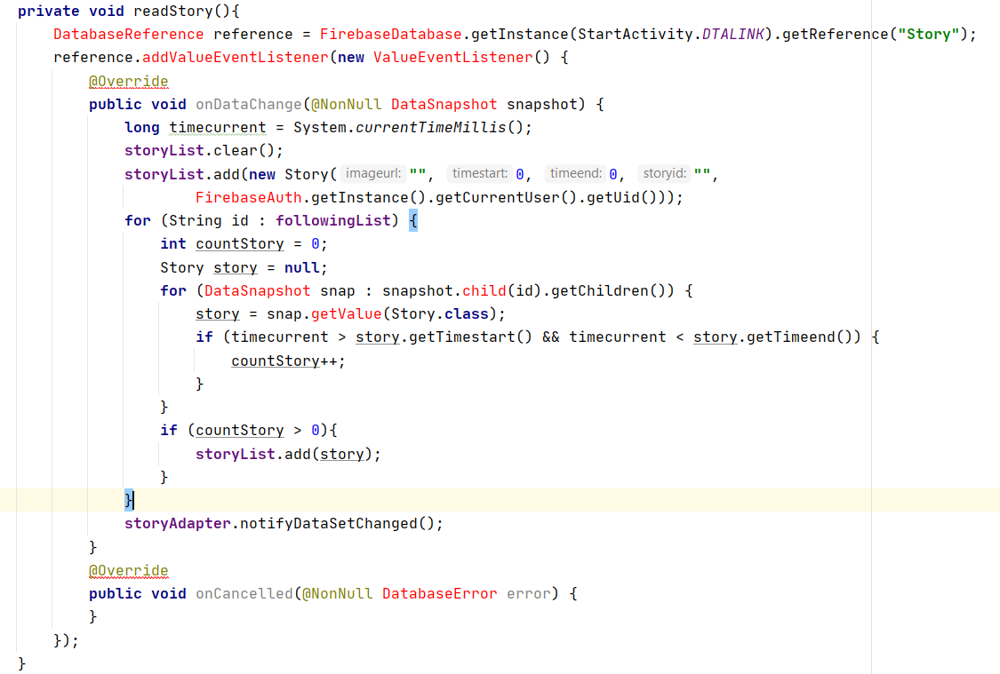 private void readStory(){
    DatabaseReference reference = FirebaseDatabase.getInstance(StartActivity.DTALINK).getReference("Story");
    reference.addValueEventListener(new ValueEventListener() {
        @Override
        public void onDataChange(@NonNull DataSnapshot snapshot) {
            long timecurrent = System.currentTimeMillis();
            storyList.clear();
            storyList.add(new Story( imageurl: "", timestart: 0, timeend: 0, storyid: "",
                    FirebaseAuth.getInstance().getCurrentUser().getUid()));
            for (String id : followingList) {
                int countStory = 0;
                Story story = null;
                for (DataSnapshot snap : snapshot.child(id).getChildren()) {
                    story = snap.getValue(Story.class);
                    if (timecurrent > story.getTimestart() && timecurrent < story.getTimeend()) {
                        countStory++;
                    }
                }
                if (countStory > 0){
                    storyList.add(story);
                }
            }
            storyAdapter.notifyDataSetChanged();
        }
        @Override
        public void onCancelled(@NonNull DatabaseError error) {
        }
    });
}